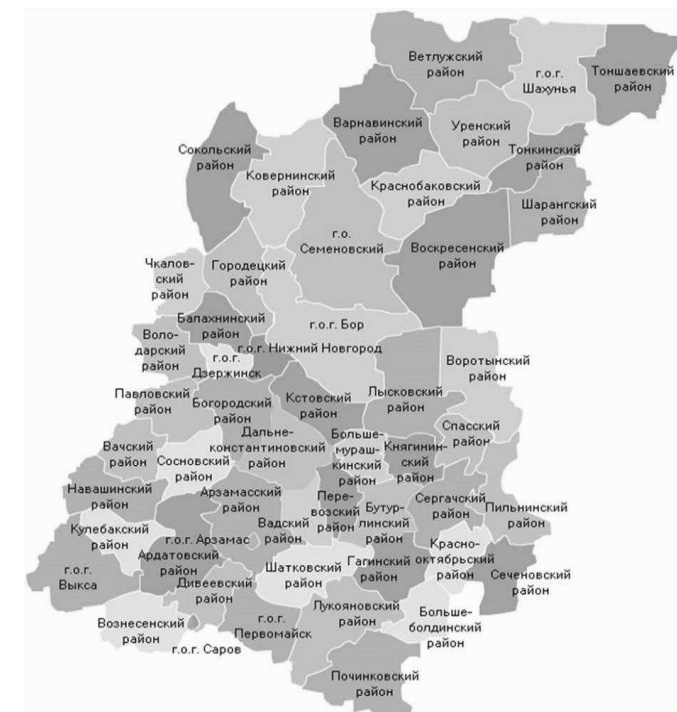 Ветлужский
район
г.о.г.
Шахунья
Тоншаевский
район
Варнавинский
район
Уренский
район
Тонкинский
район
Сокольский
район
Ковернинский
район
Краснобаковский
район
Шарангский
район
г.о.
Семеновский
Воскресенский
район
Чкалов-
ский
район
Городецкий
район
Балахнинский
район
г.о.г. Бор
Воло-
дарский
район
г.о.г.
Дзержинск
г.о.г. Нижний Новгород
Воротынский
район
Павловский
район
Богородский
район
Кстовский
район
Лысковский
район
Вачский
район
Сосновский
район
Дальне-
константиновский
район
Больше-
мураш-
кинский
район
Княгинин-
ский
район
Спасский
район
Навашинский
район
Арзамасский
район
Вадский
район
Пере-
возский
район
Бутур-
линский
район
Сергачский
район
Пильнинский
район
Кулебакский
район
г.о.г. Арзамас
Ардатовский
район
г.о.г.
Выкса
Дивеевский
район
Шатковский
район
Гагинский
район
Красно-
октябрьский
район
Сеченовский
район
Вознесенский
район
г.о.г. Саров
г.о.г.
Первомайск
Лукояновский
район
Больше-
болдинский
район
Починковский
район